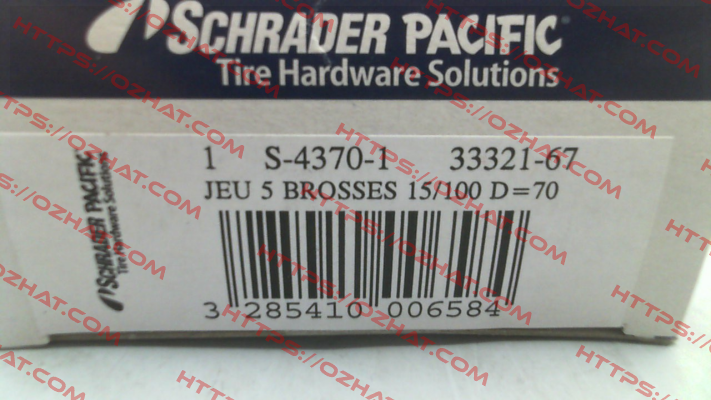 SCHRADER PACIFIC
Tire Hardware Solutions
1 S-4370-1 33321-67
JEU 5 BROSSES 15/100 D=70
3 285410 006584
SCHRADER PACIFIC
Tire Hardware Solutions
HTTPS://OZHAT.COM